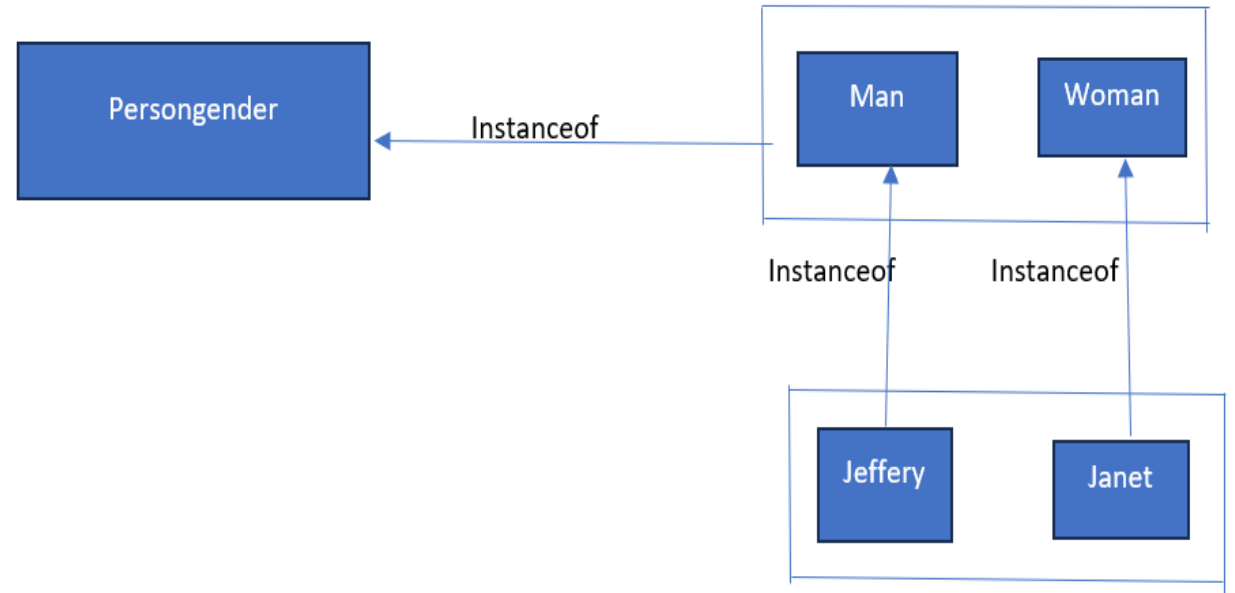 Persongender
Instanceof
Man
Woman
Instanceof
Instanceof
Jeffery
Janet